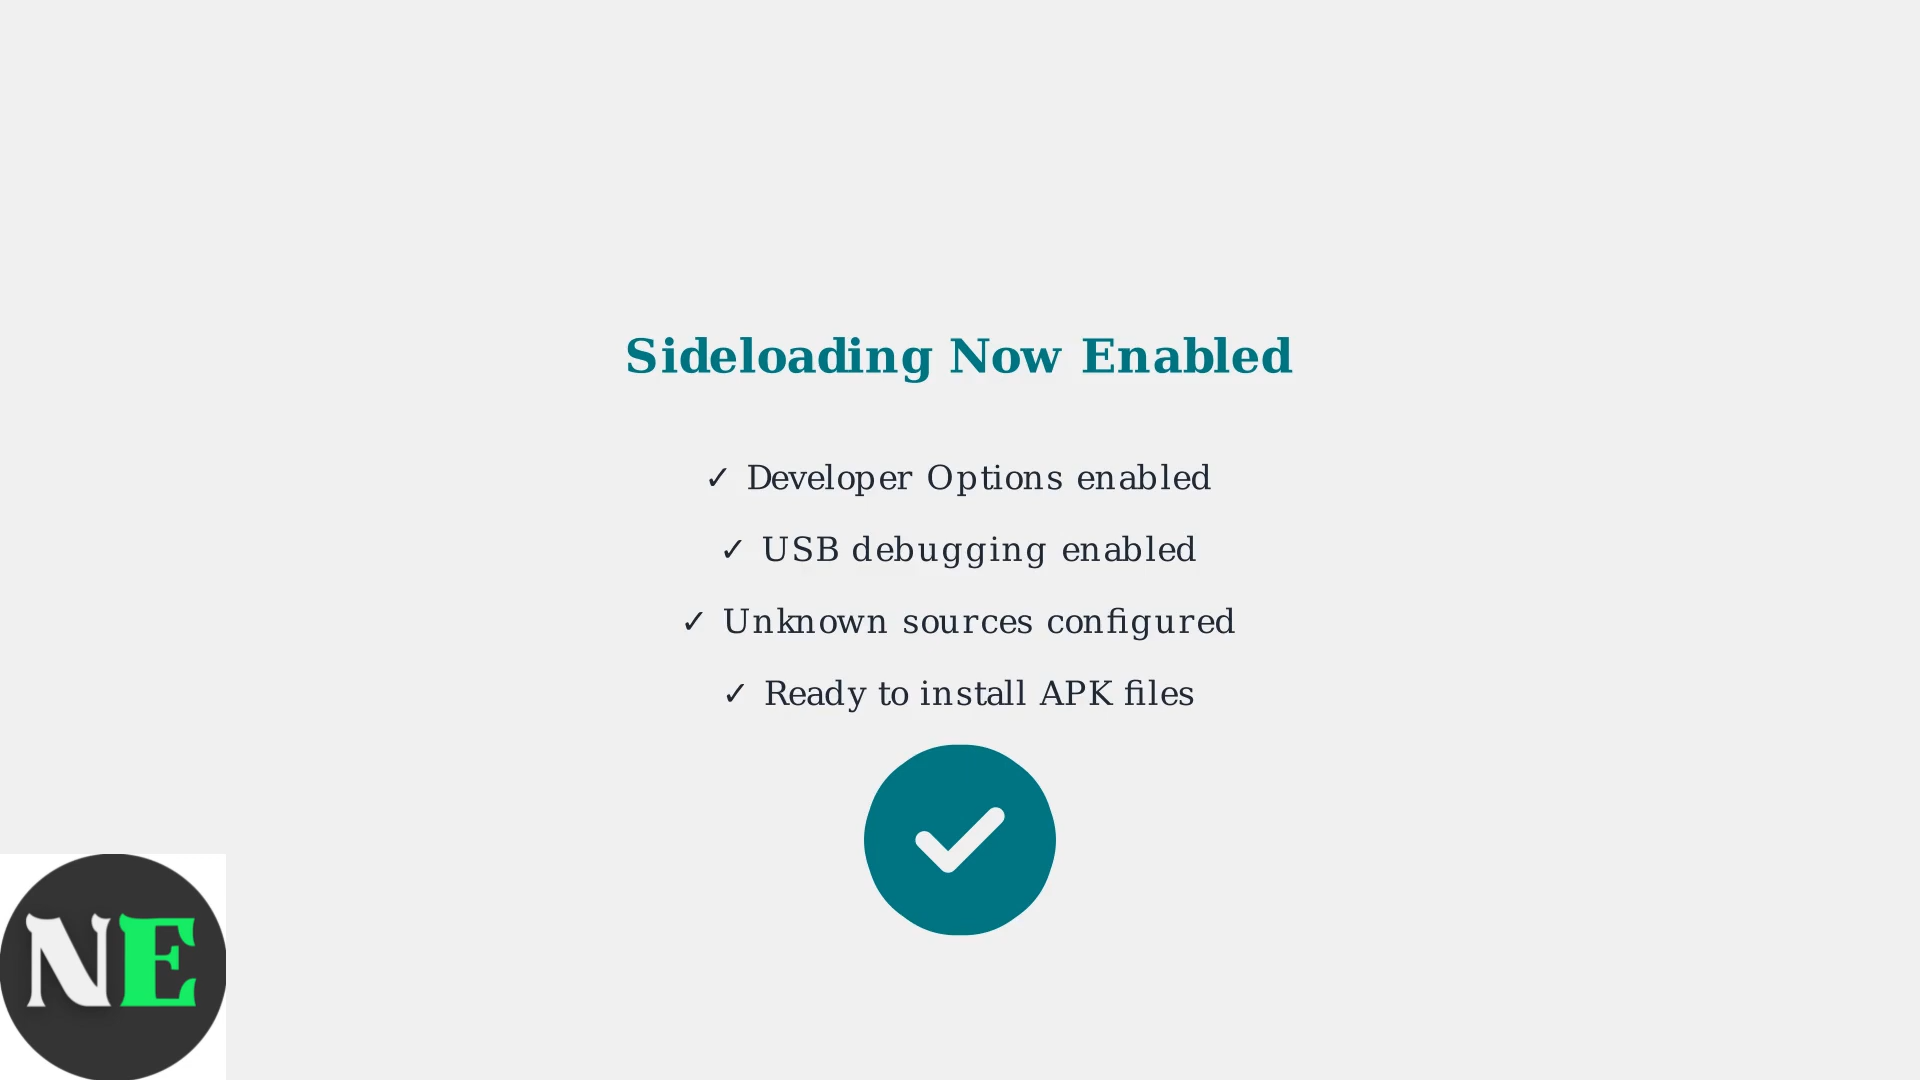 Sideloading Now Enabled
✓ Developer Options enabled
✓ USB debugging enabled
✓ Unknown sources configured
✓ Ready to install APK files
NE